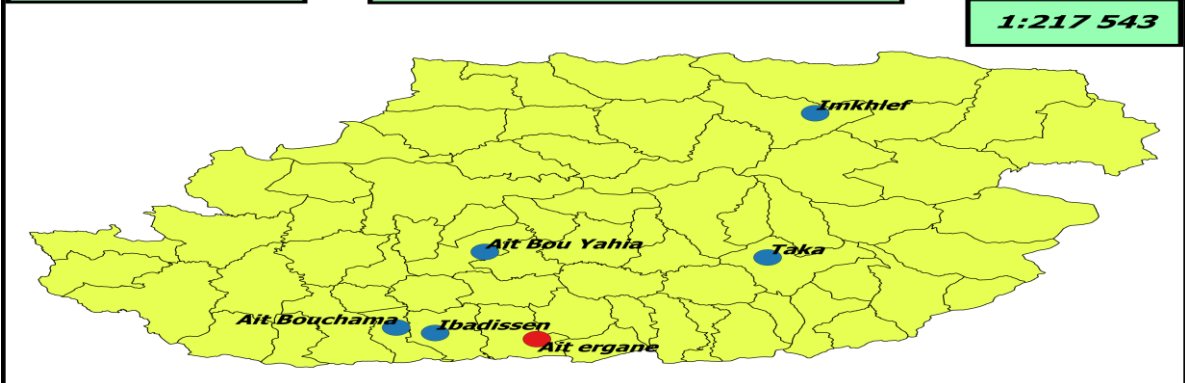 1:217 543
Imkhlef
Ait Bou Yahia
Taka
Ait Bouchama
Ibadissen
Ait ergane